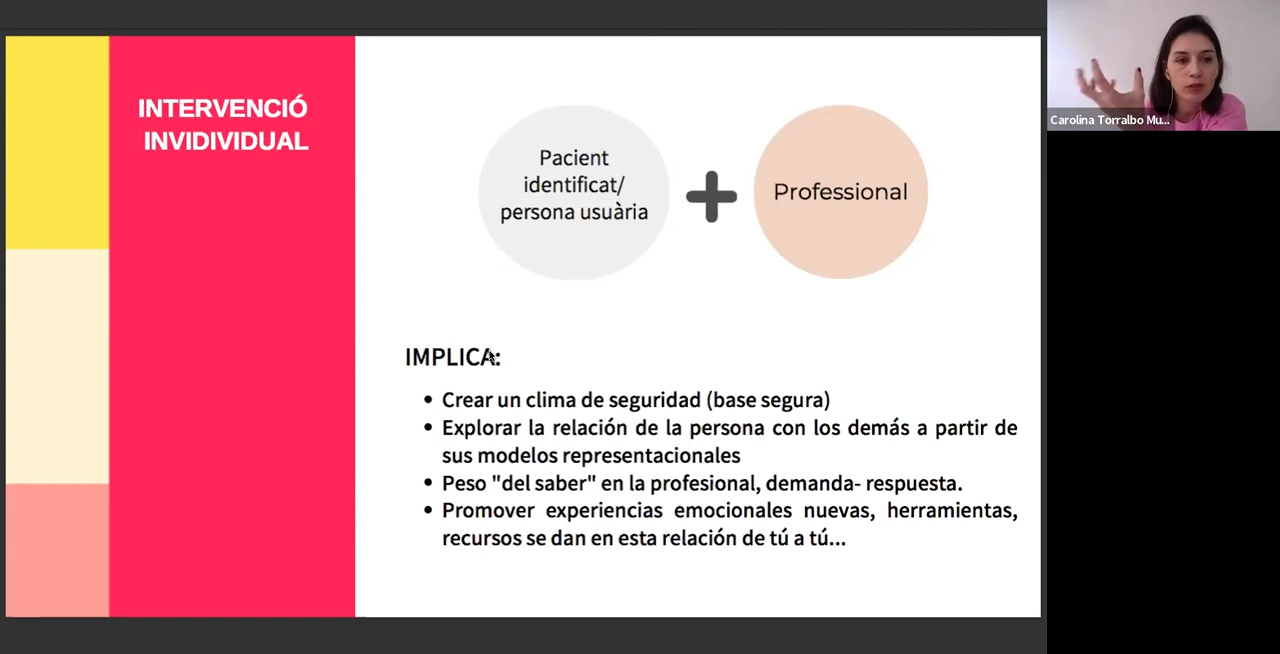 INTERVENCIÓ
INVIDIVIDUAL
Pacient
identificat/
persona usuària
Professional
IMPLICA:
• Crear un clima de seguridad (base segura)
• Explorar la relación de la persona con los demás a partir de
sus modelos representacionales
• Peso "del saber" en la profesional, demanda- respuesta.
• Promover experiencias emocionales nuevas, herramientas,
recursos se dan en esta relación de tú a tú...
Carolina Torralbo Mu...